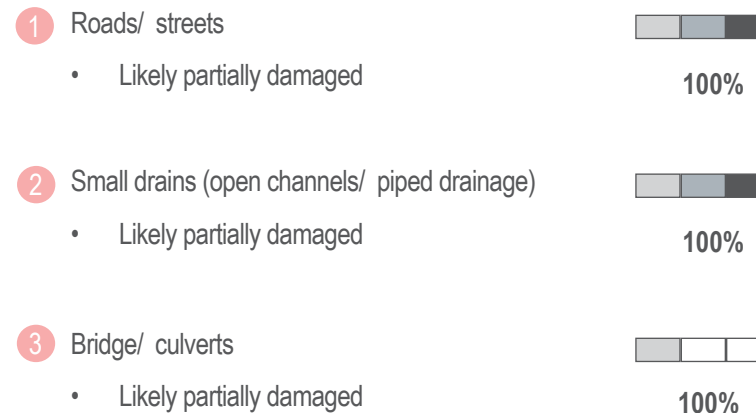 1 Roads/ streets
• Likely partially damaged 100%
2 Small drains (open channels/ piped drainage)
• Likely partially damaged 100%
3 Bridge/ culverts
• Likely partially damaged 100%